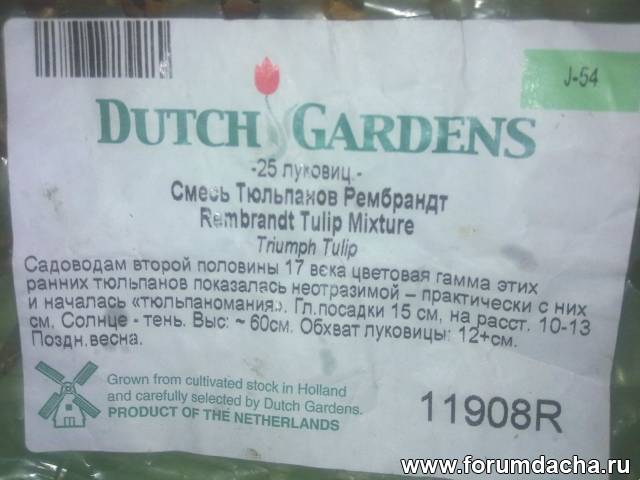 J-54
DUTCH GARDENS
-25 луковиц.-
Смесь Тюльпанов Рембрандт
Rembrandt Tulip Mixture
Triumph Tulip
Садоводам второй половины 17 века цветовая гамма этих
ранних тюльпанов показалась неотразимой – практически с них
и началась «тюльпаномания». Гл.посадки 15 см, на расст. 10-13
см. Солнце - тень. Выс: ~ 60см. Обхват луковицы: 12+см.
Поздн.весна.
Grown from cultivated stock in Holland
and carefully selected by Dutch Gardens.
PRODUCT OF THE NETHERLANDS
11908R
www.forumdacha.ru